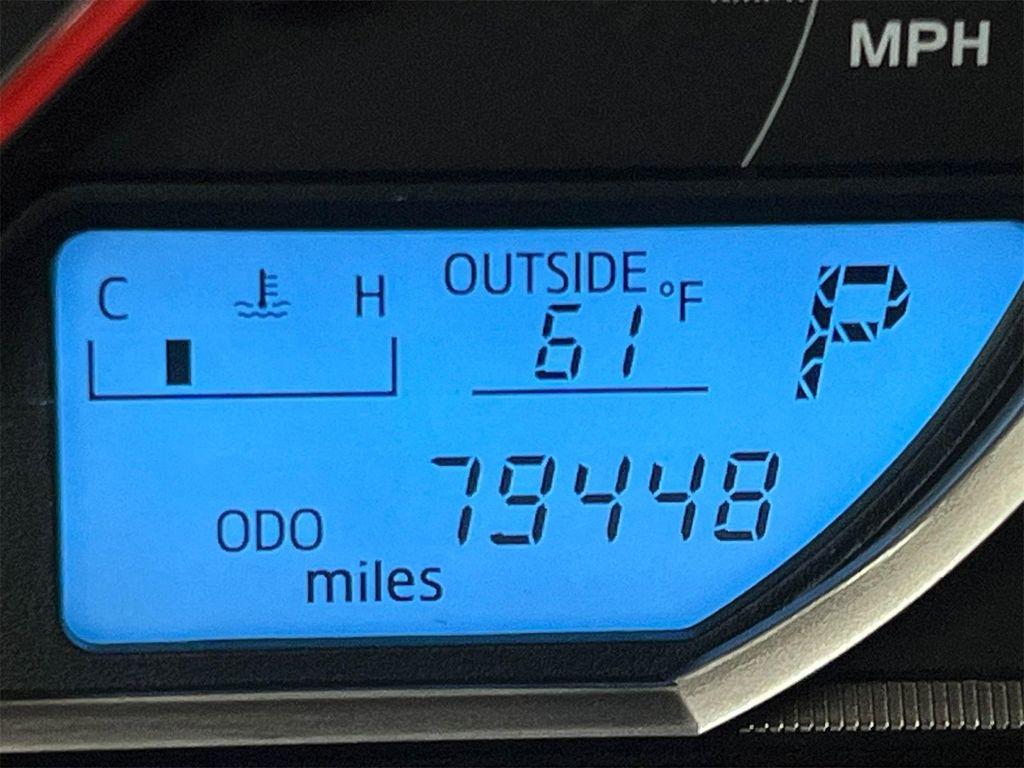 MPH
C H
OUTSIDE
61 °F
P
ODO 79448
miles